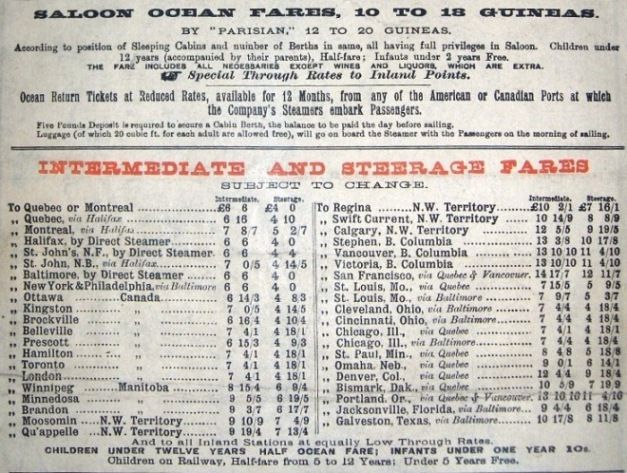 SALOON OCEAN FARES, 10 TO 18 GUINEAS.
BY "PARISIAN," 12 TO 20 GUINEAS.
According to position of Sleeping Cabins and number of Berths in same, all having full privileges in Saloon. Children under
12 years (accompanied by their parents), Half-fare; Infants under 2 years Free.
THE FARE INCLUDES ALL NECESSARIES EXCEPT WINES AND LIQUORS, WHICH ARE EXTRA.
Special Through Rates to Inland Points.
Ocean Return Tickets at Reduced Rates, available for 12 Months, from any of the American or Canadian Ports at which
the Company's Steamers embark Passengers.
Five Pounds Deposit is required to secure a Cabin Berth, the balance to be paid the day before sailing.
Luggage (of which 20 cubic ft. for each adult are allowed free), will go on board the Steamer with the Passengers on the morning of sailing.
INTERMEDIATE AND STEERAGE FARES
SUBJECT TO CHANGE.
Intermediate. Steerage.
To Quebec or Montreal £6 6 £4 0
„ Quebec, via Halifax 6 16 4 10
„ Montreal, via Halifax 7 8/7 5 2/7
„ Halifax, by Direct Steamer 6 6 4 0
„ St. John's, N.F., by Direct Steamer 6 6 4 4
„ St. John, N.B., via Halifax 7 0/5 4 14/5
„ Baltimore, by Direct Steamer 6 6 4 0
„ New York & Philadelphia, via Baltimore 6 6 4 0
„ Ottawa Canada 6 14/3 4 8/3
„ Kingston „ 7 0/5 4 14/5
„ Brockville „ 6 16/4 4 10/4
„ Belleville „ 7 4/1 4 18/1
„ Prescott „ 6 15/3 4 9/3
„ Hamilton „ 7 4/1 4 18/1
„ Toronto „ 7 4/1 4 18/1
„ London „ 7 4/1 4 18/1
„ Winnipeg Manitoba 8 15/4 6 9/4
„ Minnedosa „ 9 5/5 6 19/5
„ Brandon „ 9 3/7 6 17/7
„ Moosomin N.W. Territory 9 10/9 7 4/9
„ Qu'appelle N.W. Territory 9 19/4 7 13/4
Intermediate. Steerage.
To Regina N.W. Territory £10 2/1 £7 16/1
„ Swift Current, N.W. Territory 10 14/9 8 8/9
„ Calgary, N.W. Territory 12 5/5 9 19/5
„ Stephen, B. Columbia 13 3/8 10 17/8
„ Vancouver, B. Columbia 13 10/10 11 4/10
„ Victoria, B. Columbia 13 10/10 11 4/10
„ San Francisco, via Quebec & Vancouver 14 17/7 12 11/7
„ St. Louis, Mo., via Quebec 7 15/5 5 9/5
„ St. Louis, Mo., via Baltimore 7 9/7 5 3/7
„ Cleveland, Ohio, via Baltimore 7 4/4 4 18/4
„ Cincinnati, Ohio, via Baltimore 7 4/4 4 18/4
„ Chicago, Ill., via Quebec 7 4/1 4 18/1
„ Chicago, Ill., via Baltimore 7 4/4 4 18/4
„ St. Paul, Min., via Quebec 8 4/8 5 18/8
„ Omaha, Neb., via Quebec 9 0/1 6 14/1
„ Denver, Col., via Quebec 12 4/4 9 18/4
„ Bismark, Dak., via Quebec 10 5/9 7 19/9
„ Portland, Or., via Quebec & Vancouver. 13 10/10 11 4/10
„ Jacksonville, Florida, via Baltimore 9 4/4 6 18/4
„ Galveston, Texas, via Baltimore 10 17/8 8 11/8
And to all Inland Stations at equally Low Through Rates.
CHILDREN UNDER TWELVE YEARS HALF OCEAN FARE; INFANTS UNDER ONE YEAR 10s.
Children on Railway, Half-fare from 5 to 12 Years; Under 5 Years Free.